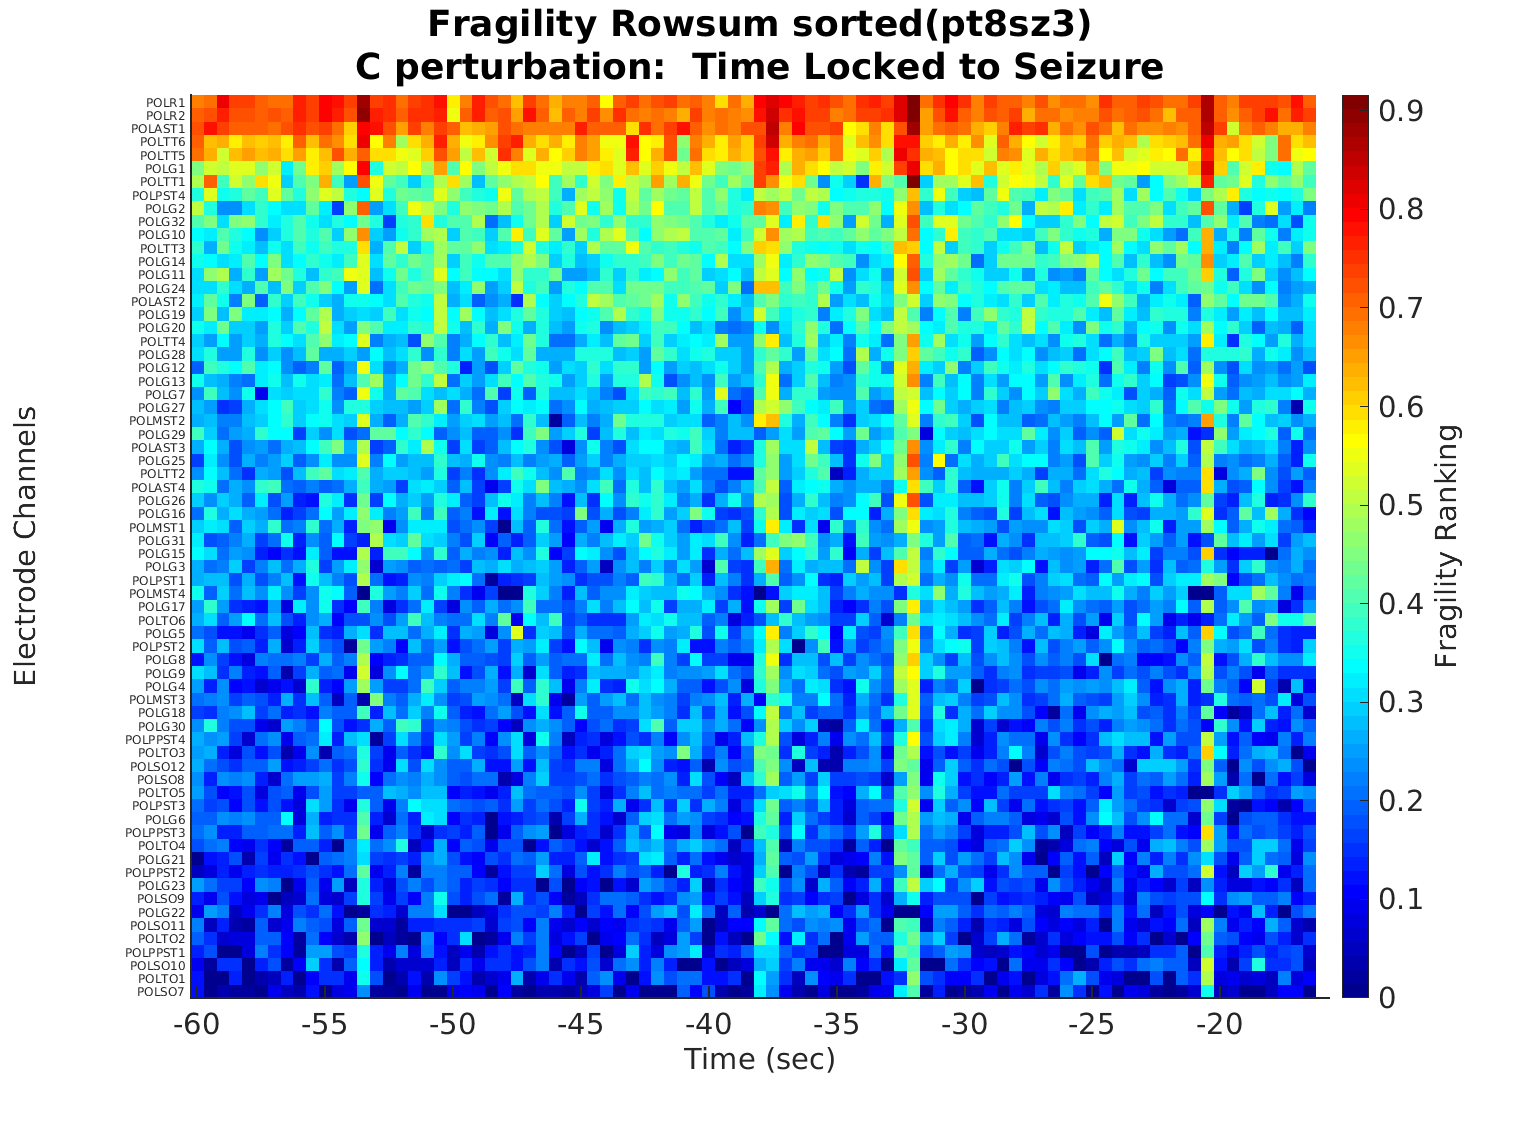 Fragility Rowsum sorted(pt8sz3)
C perturbation:  Time Locked to Seizure
Electrode Channels
POLR1
POLR2
POLAST1
POLTT6
POLTT5
POLG1
POLTT1
POLPST4
POLG2
POLG32
POLG10
POLTT3
POLG14
POLG11
POLG24
POLAST2
POLG19
POLG20
POLTT4
POLG28
POLG12
POLG13
POLG7
POLG27
POLMST2
POLG29
POLAST3
POLG25
POLTT2
POLAST4
POLG26
POLG16
POLMST1
POLG31
POLG15
POLG3
POLPST1
POLMST4
POLG17
POLTO6
POLG5
POLPST2
POLG8
POLG9
POLG4
POLMST3
POLG18
POLG30
POLPPST4
POLTO3
POLSO12
POLSO8
POLTO5
POLPST3
POLG6
POLPPST3
POLTO4
POLG21
POLPPST2
POLG23
POLSO9
POLG22
POLSO11
POLTO2
POLPPST1
POLSO10
POLTO1
POLSO7
-60 -55 -50 -45 -40 -35 -30 -25 -20
Time (sec)
0.9
0.8
0.7
0.6
0.5
0.4
0.3
0.2
0.1
0
Fragility Ranking